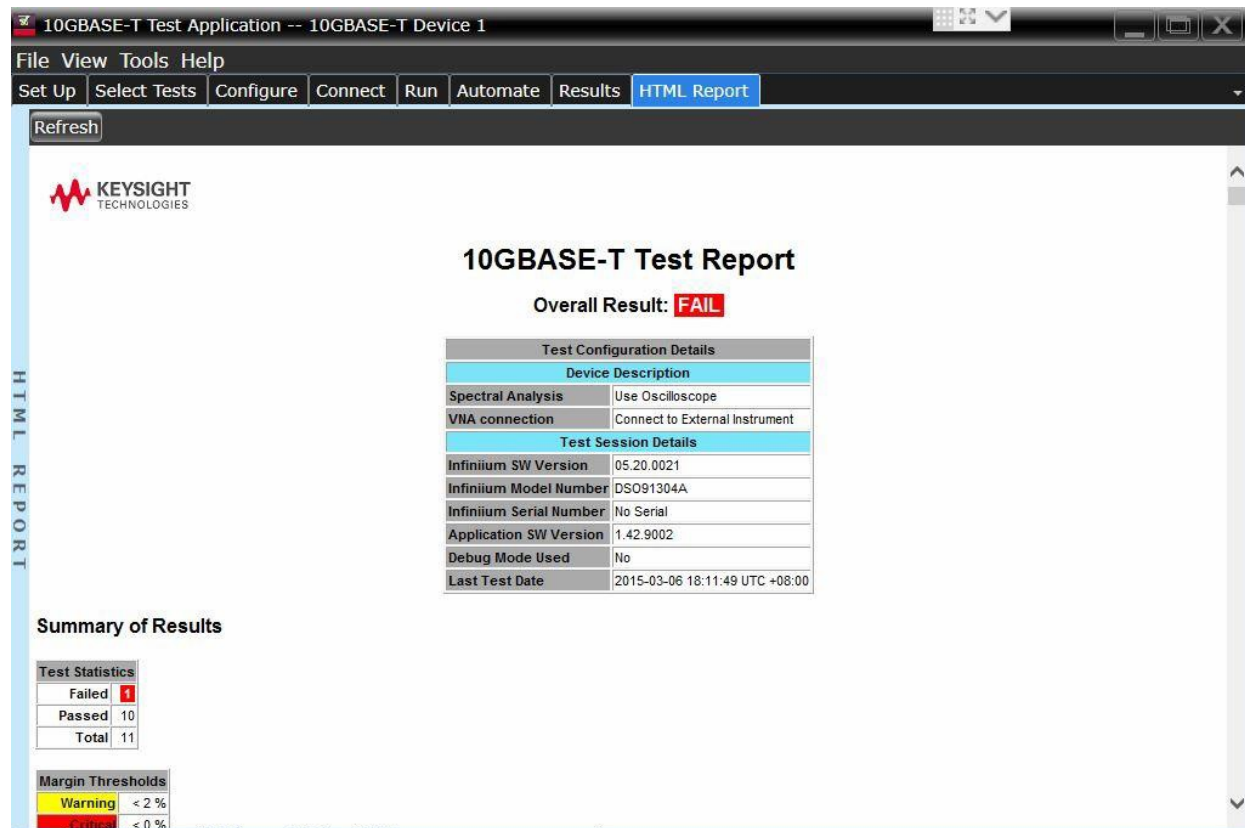 10GBASE-T Test Application -- 10GBASE-T Device 1
File View Tools Help
Set Up Select Tests Configure Connect Run Automate Results HTML Report
Refresh
HTML REPORT
KEYSIGHT
TECHNOLOGIES
10GBASE-T Test Report
Overall Result: FAIL
Test Configuration Details
Device Description
Spectral Analysis Use Oscilloscope
VNA connection Connect to External Instrument
Test Session Details
Infiniium SW Version 05.20.0021
Infiniium Model Number DSO91304A
Infiniium Serial Number No Serial
Application SW Version 1.42.9002
Debug Mode Used No
Last Test Date 2015-03-06 18:11:49 UTC +08:00
Summary of Results
Test Statistics
Failed 1
Passed 10
Total 11
Margin Thresholds
Warning < 2 %
Critical < 0 %